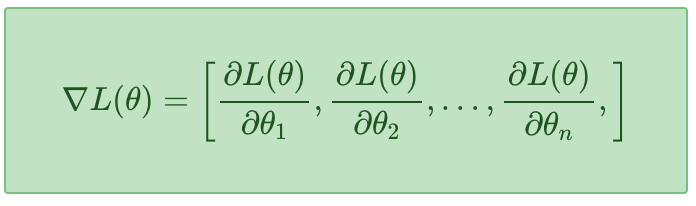 ∇L(θ) = [∂L(θ)/∂θ₁, ∂L(θ)/∂θ₂, ..., ∂L(θ)/∂θₙ,]